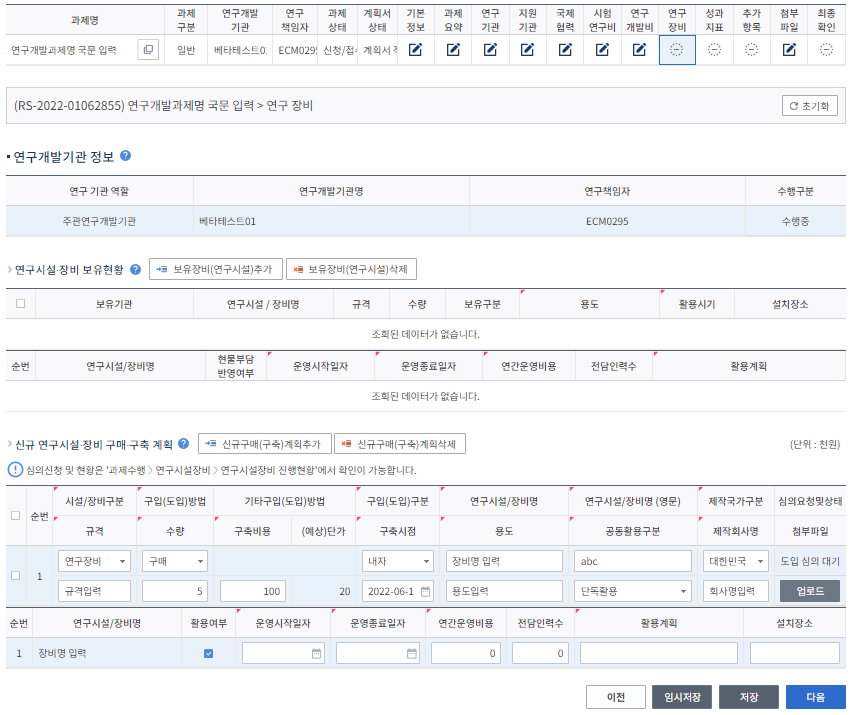 과제명 과제 구분 연구개발 기관 연구 책임자 과제 상태 계획서 상태 기본 정보 과제 요약 연구 기관 지원 기관 국제 협력 시험 연구비 연구 개발비 연구 장비 성과 지표 추가 항목 첨부 파일 최종 확인
연구개발과제명 국문 입력 일반 베타테스트0. ECM029 신청/접수 계획서 작
(RS-2022-01062855) 연구개발과제명 국문 입력 > 연구 장비 초기화
연구개발기관 정보 ?
연구 기관 역할 연구개발기관명 연구책임자 수행구분
주관연구개발기관 베타테스트01 ECM0295 수행중
연구시설·장비 보유현황 ? 보유장비(연구시설)추가 보유장비(연구시설)삭제
보유기관 연구시설 / 장비명 규격 수량 보유구분 용도 활용시기 설치장소
조회된 데이터가 없습니다.
순번 연구시설/장비명 현물부담 반영여부 운영시작일자 운영종료일자 연간운영비용 전담인력수 활용계획
조회된 데이터가 없습니다.
신규 연구시설·장비 구매·구축 계획 ? 신규구매(구축)계획추가 신규구매(구축)계획삭제 (단위 : 천원)
심의신청 및 현황은 '과제수행 > 연구시설장비 > 연구시설장비 진행현황'에서 확인이 가능합니다.
순번 시설/장비구분 구입(도입)방법 기타구입(도입)방법 구입(도입)구분 연구시설/장비명 연구시설/장비명 (영문) 제작국가구분 심의요청및상태
규격 수량 구축비용 (예상)단가 구축시점 용도 공동활용구분 제작회사명 첨부파일
1 연구장비 구매 내자 장비명 입력 abc 대한민국 도입 심의 대기
규격입력 5 100 20 2022-06-1 용도입력 단독활용 회사명입력 업로드
순번 연구시설/장비명 활용여부 운영시작일자 운영종료일자 연간운영비용 전담인력수 활용계획 설치장소
1 장비명 입력 0 0
이전 임시저장 저장 다음